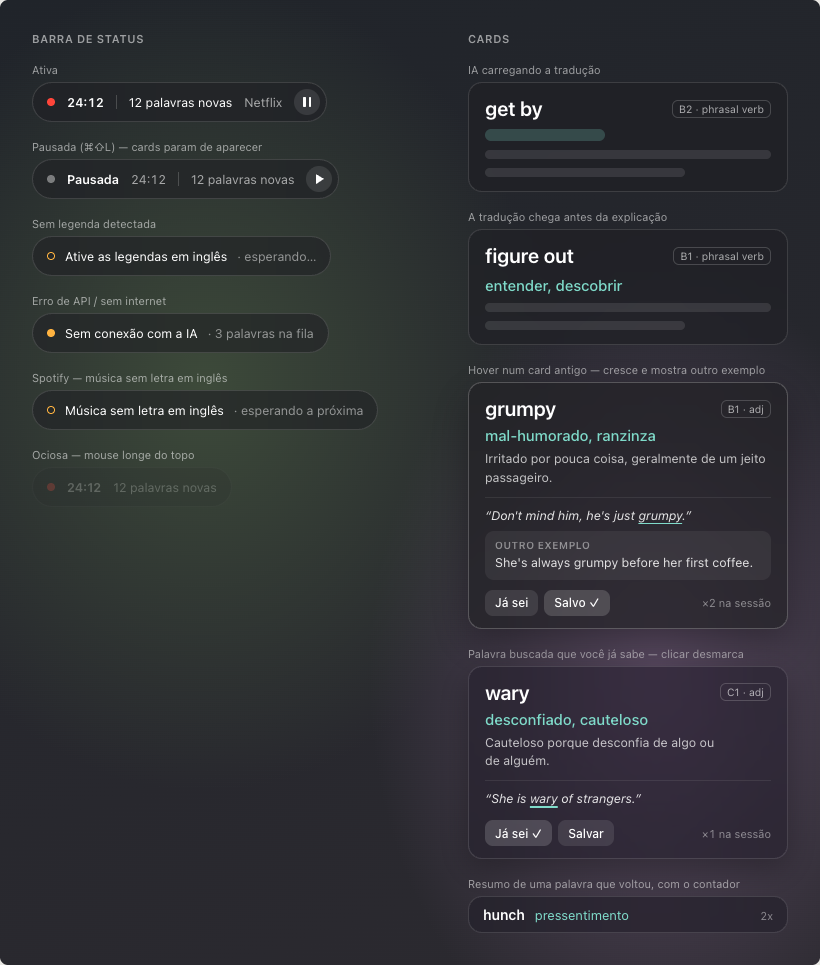 BARRA DE STATUS
Ativa
24:12 12 palavras novas Netflix
Pausada (⌘⇧L) — cards param de aparecer
Pausada 24:12 12 palavras novas
Sem legenda detectada
Ative as legendas em inglês · esperando...
Erro de API / sem internet
Sem conexão com a IA · 3 palavras na fila
Spotify — música sem letra em inglês
Música sem letra em inglês · esperando a próxima
Ociosa — mouse longe do topo
24:12 12 palavras novas
CARDS
IA carregando a tradução
get by B2 · phrasal verb
A tradução chega antes da explicação
figure out B1 · phrasal verb
entender, descobrir
Hover num card antigo — cresce e mostra outro exemplo
grumpy B1 · adj
mal-humorado, ranzinza
Irritado por pouca coisa, geralmente de um jeito
passageiro.
“Don't mind him, he's just grumpy.”
OUTRO EXEMPLO
She's always grumpy before her first coffee.
Já sei Salvo ✓ ×2 na sessão
Palavra buscada que você já sabe — clicar desmarca
wary C1 · adj
desconfiado, cauteloso
Cauteloso porque desconfia de algo ou
de alguém.
“She is wary of strangers.”
Já sei ✓ Salvar ×1 na sessão
Resumo de uma palavra que voltou, com o contador
hunch pressentimento 2x